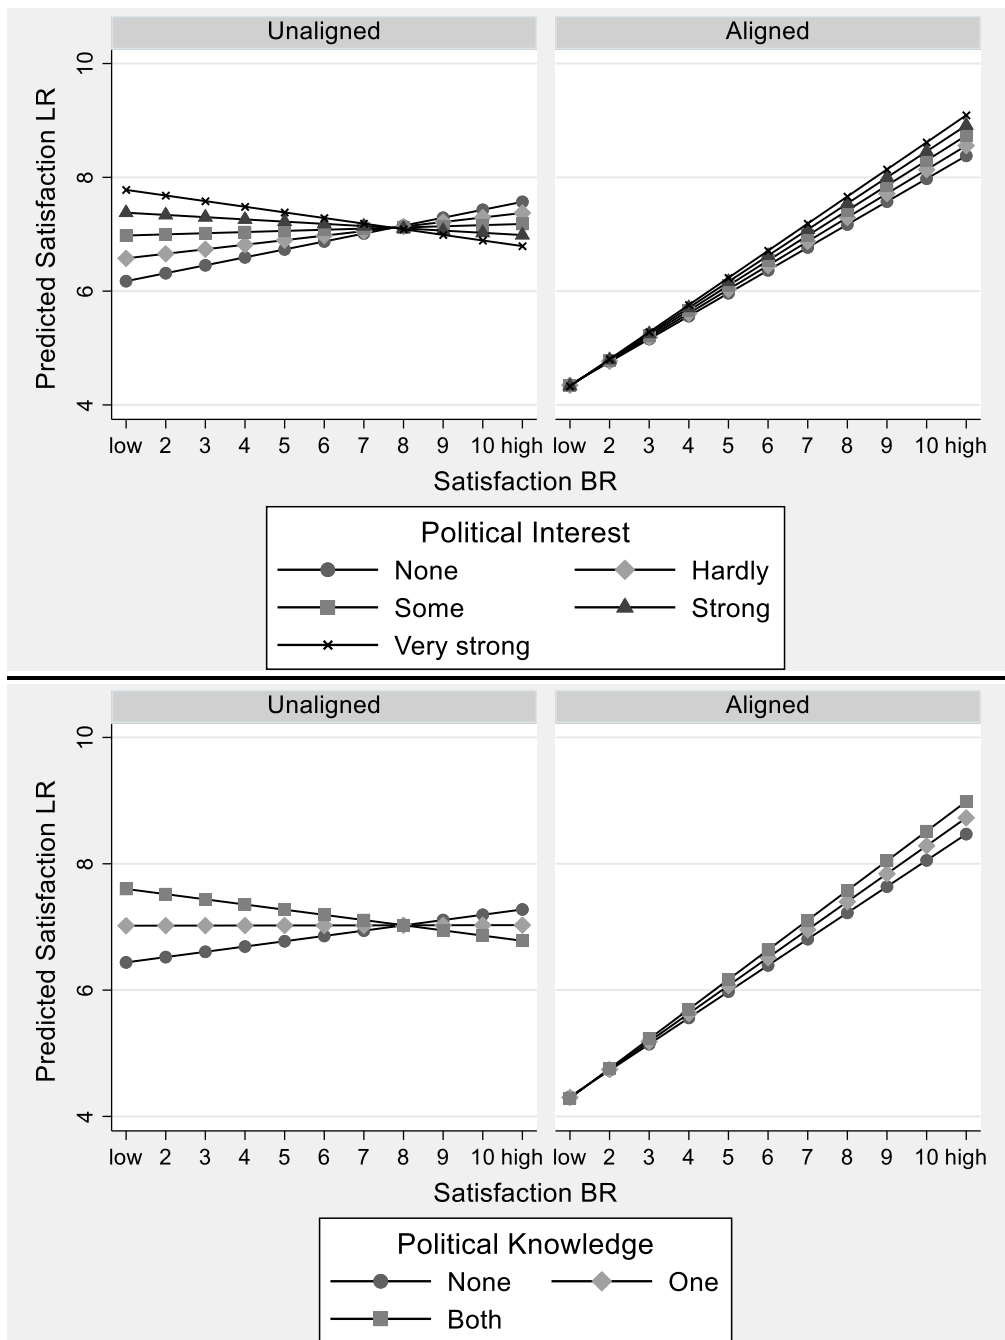 Unaligned
Aligned
Predicted Satisfaction LR
10
8
6
4
low 2 3 4 5 6 7 8 9 10 high
low 2 3 4 5 6 7 8 9 10 high
Satisfaction BR
Political Interest
None
Hardly
Some
Strong
Very strong
Unaligned
Aligned
Predicted Satisfaction LR
10
8
6
4
low 2 3 4 5 6 7 8 9 10 high
low 2 3 4 5 6 7 8 9 10 high
Satisfaction BR
Political Knowledge
None
One
Both